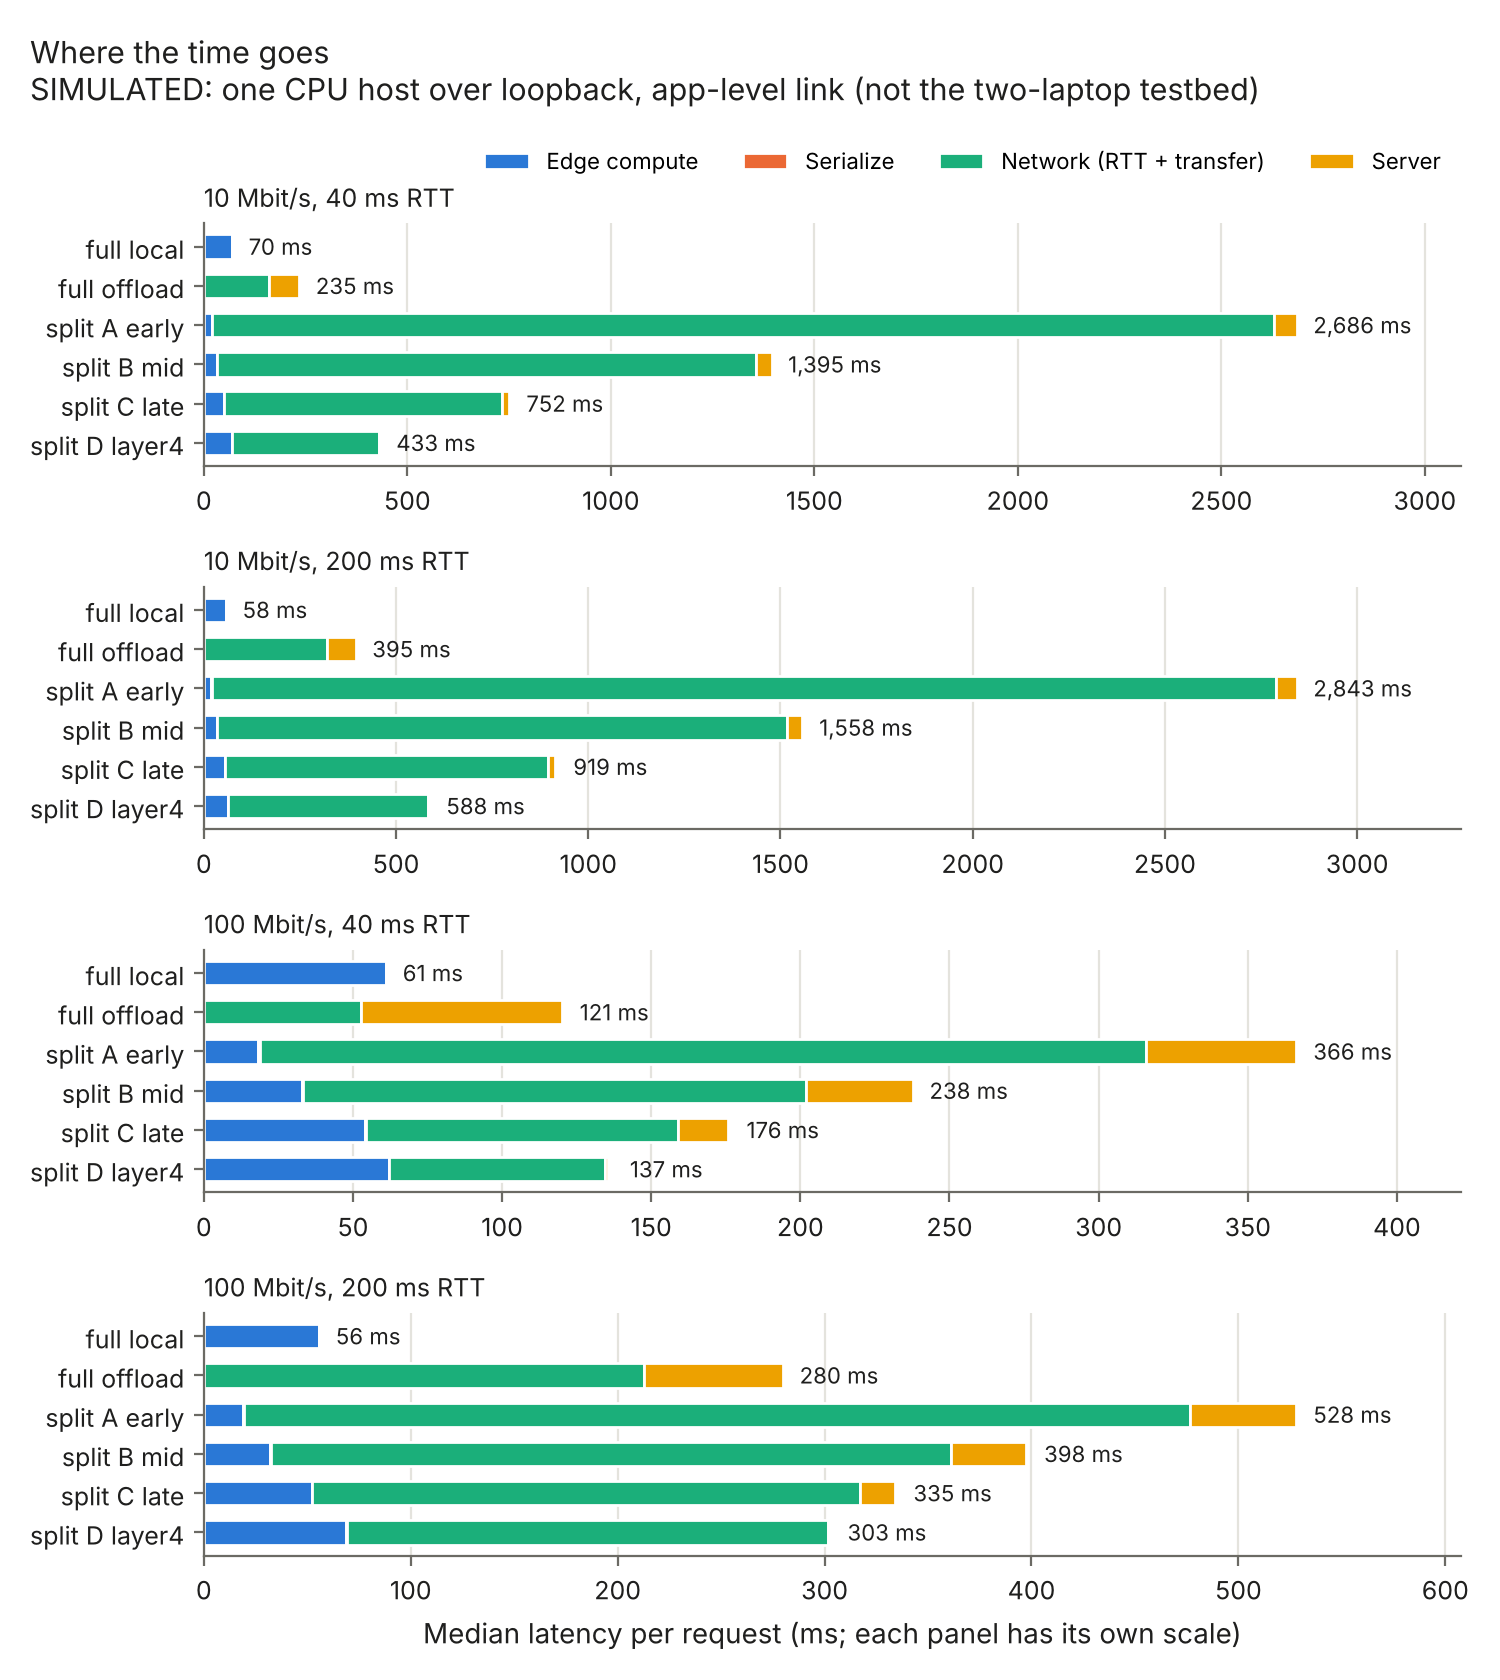 Where the time goes
SIMULATED: one CPU host over loopback, app-level link (not the two-laptop testbed)
Edge compute Serialize Network (RTT + transfer) Server
10 Mbit/s, 40 ms RTT
full local 70 ms
full offload 235 ms
split A early 2,686 ms
split B mid 1,395 ms
split C late 752 ms
split D layer4 433 ms
0 500 1000 1500 2000 2500 3000
10 Mbit/s, 200 ms RTT
full local 58 ms
full offload 395 ms
split A early 2,843 ms
split B mid 1,558 ms
split C late 919 ms
split D layer4 588 ms
0 500 1000 1500 2000 2500 3000
100 Mbit/s, 40 ms RTT
full local 61 ms
full offload 121 ms
split A early 366 ms
split B mid 238 ms
split C late 176 ms
split D layer4 137 ms
0 50 100 150 200 250 300 350 400
100 Mbit/s, 200 ms RTT
full local 56 ms
full offload 280 ms
split A early 528 ms
split B mid 398 ms
split C late 335 ms
split D layer4 303 ms
0 100 200 300 400 500 600
Median latency per request (ms; each panel has its own scale)